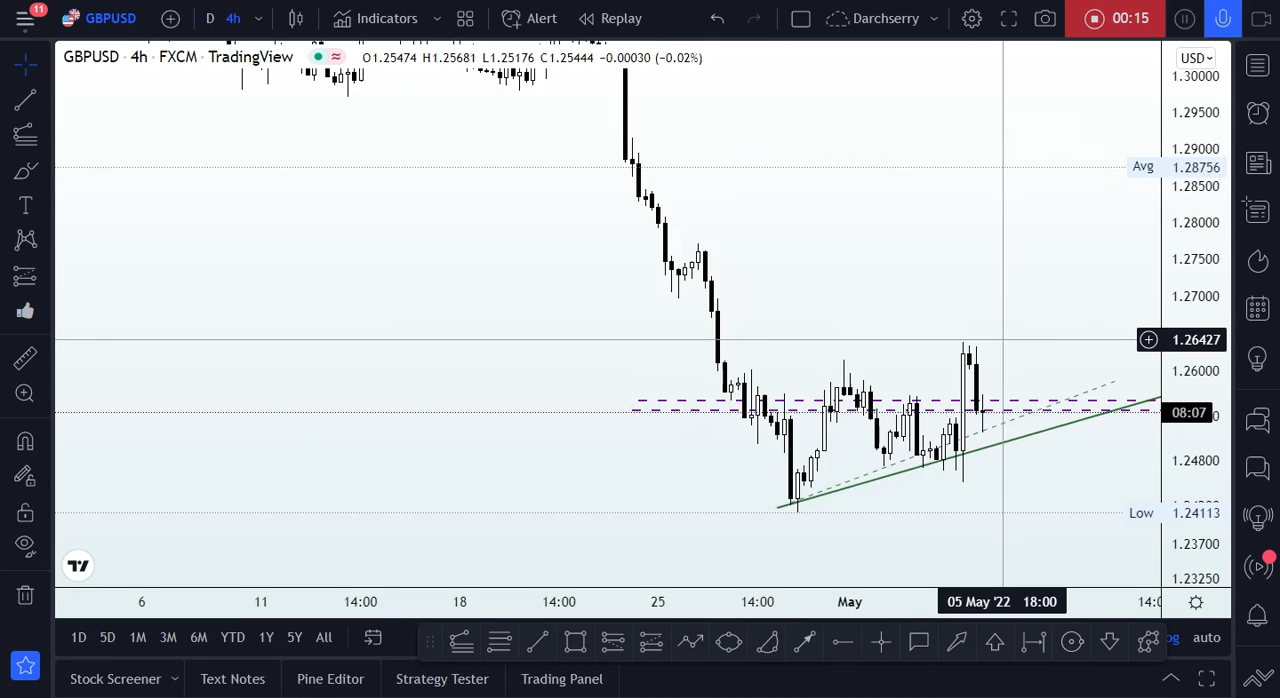 11
GBPUSD D 4h Indicators Alert Replay Darchserry 00:15
GBPUSD · 4h · FXCM · TradingView O1.25474 H1.25681 L1.25176 C1.25444 -0.00030 (-0.02%)
USD
1.30000
1.29500
1.29000
Avg 1.28756
1.28500
1.28000
1.27500
1.27000
1.26427
1.26000
08:07
1.24800
Low 1.24113
1.23700
1.23250
6 11 14:00 18 14:00 25 14:00 May 05 May '22 18:00
1D 5D 1M 3M 6M YTD 1Y 5Y All auto
Stock Screener Text Notes Pine Editor Strategy Tester Trading Panel